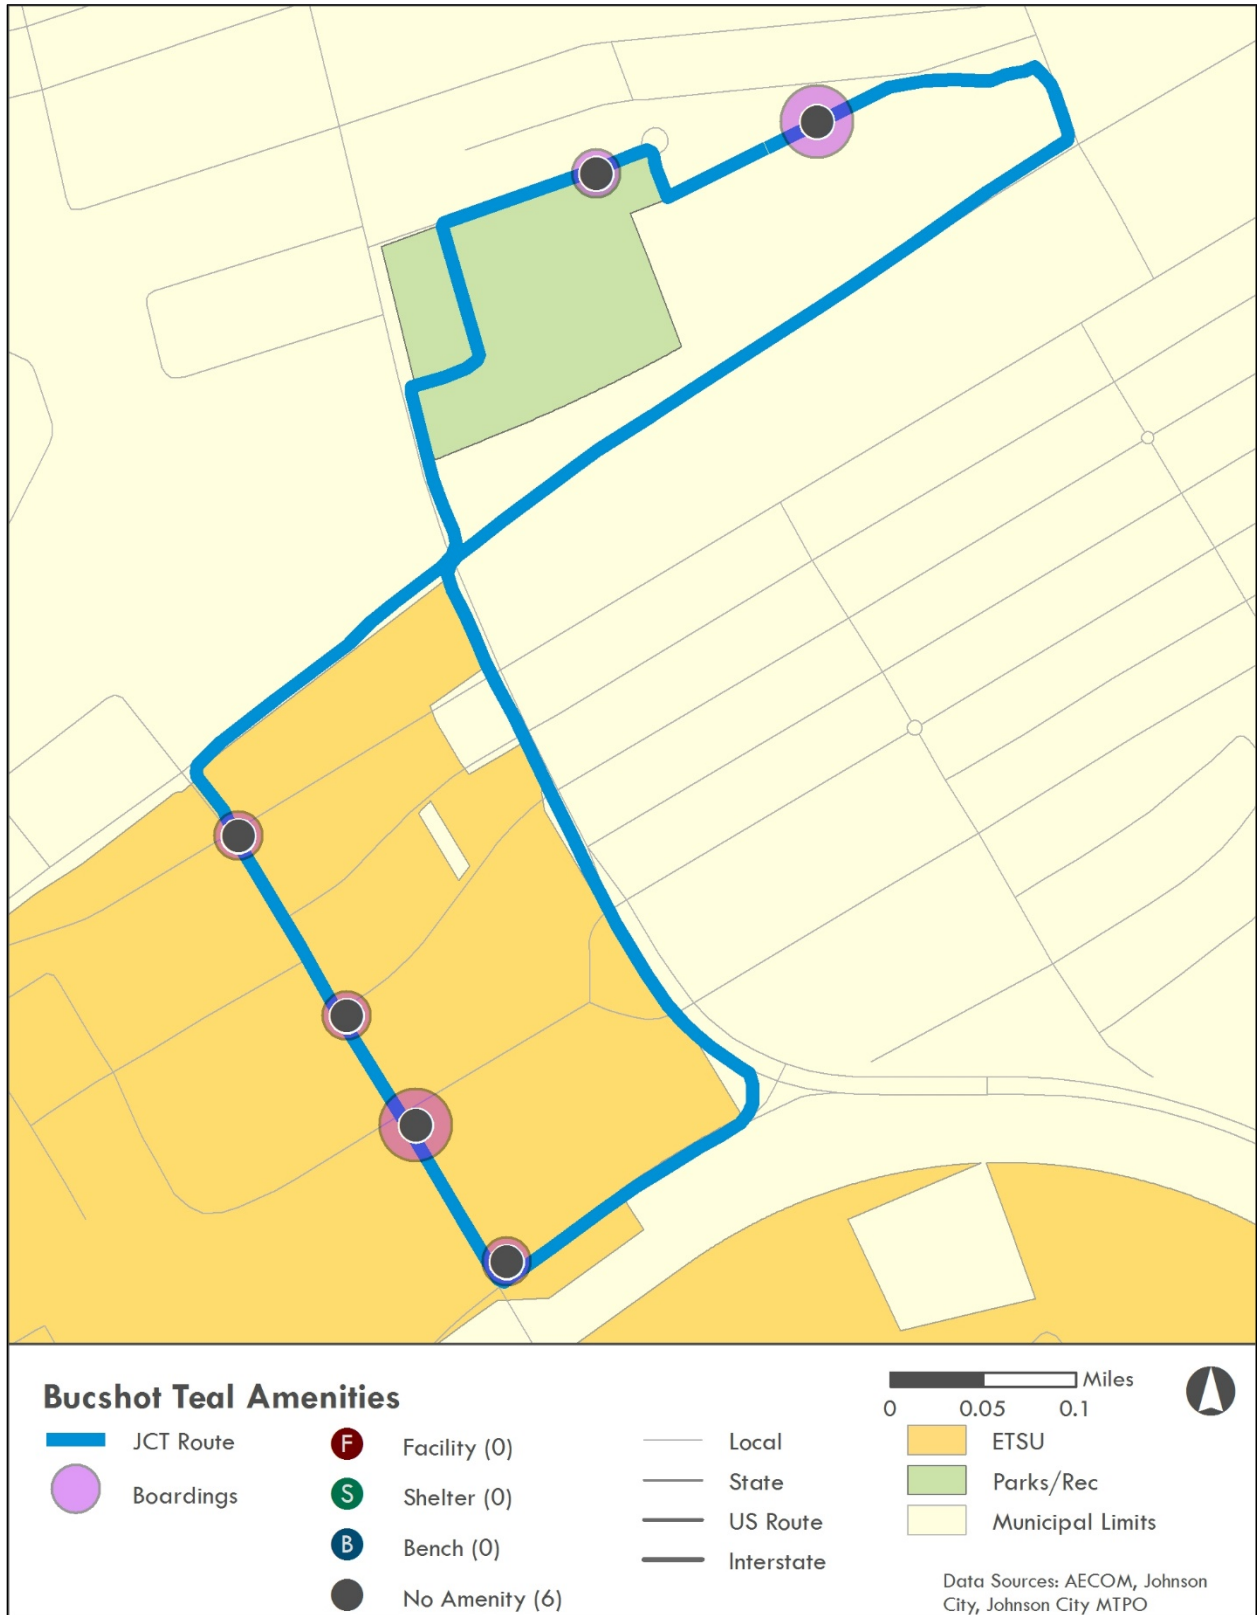 Bucshot Teal Amenities
JCT Route
Boardings
F Facility (0)
S Shelter (0)
B Bench (0)
No Amenity (6)
Local
State
US Route
Interstate
Miles
0 0.05 0.1
ETSU
Parks/Rec
Municipal Limits
Data Sources: AECOM, Johnson
City, Johnson City MTPO